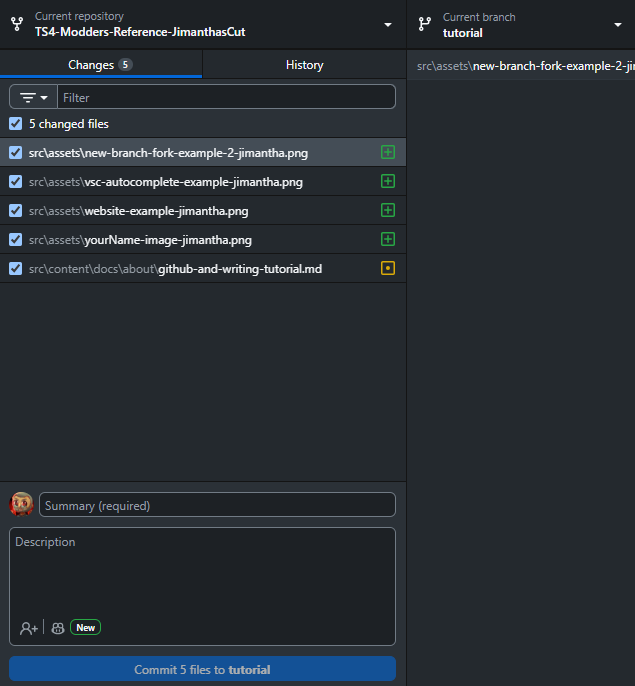 Current repository
TS4-Modders-Reference-JimanthasCut
Current branch
tutorial
Changes 5
History
Filter
5 changed files
src\assets\new-branch-fork-example-2-jimantha.png
src\assets\vsc-autocomplete-example-jimantha.png
src\assets\website-example-jimantha.png
src\assets\yourName-image-jimantha.png
src\content\docs\about\github-and-writing-tutorial.md
src\assets\new-branch-fork-example-2-jim
Summary (required)
Description
New
Commit 5 files to tutorial